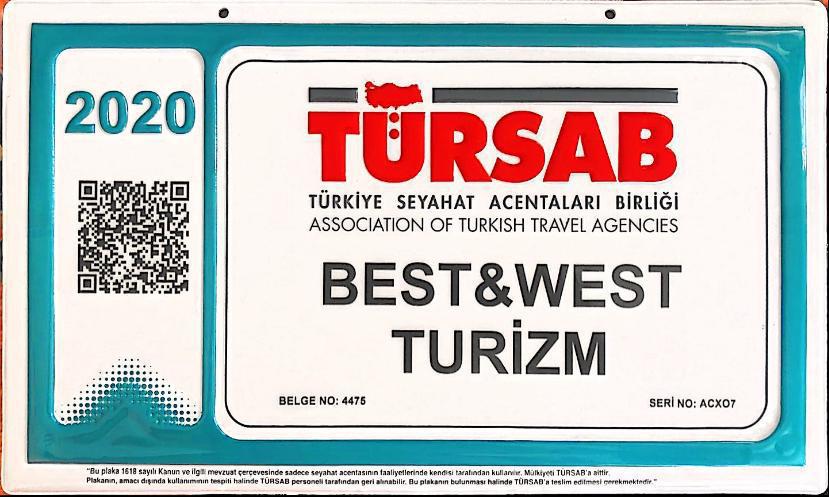 2020
TÜRSAB
TÜRKİYE SEYAHAT ACENTALARI BİRLİĞİ
ASSOCIATION OF TURKISH TRAVEL AGENCIES
BEST&WEST
TURİZM
BELGE NO: 4475
SERİ NO: ACXO7
"Bu plaka 1618 sayılı Kanun ve ilgili mevzuat çerçevesinde sadece seyahat acentasının faaliyetlerinde kendisi tarafından kullanılır. Mülkiyeti TÜRSAB'a aittir.
Plakanın, amacı dışında kullanımının tespiti halinde TÜRSAB personeli tarafından geri alınabilir. Bu plakanın bulunması halinde TÜRSAB'a teslim edilmesi gerekmektedir."